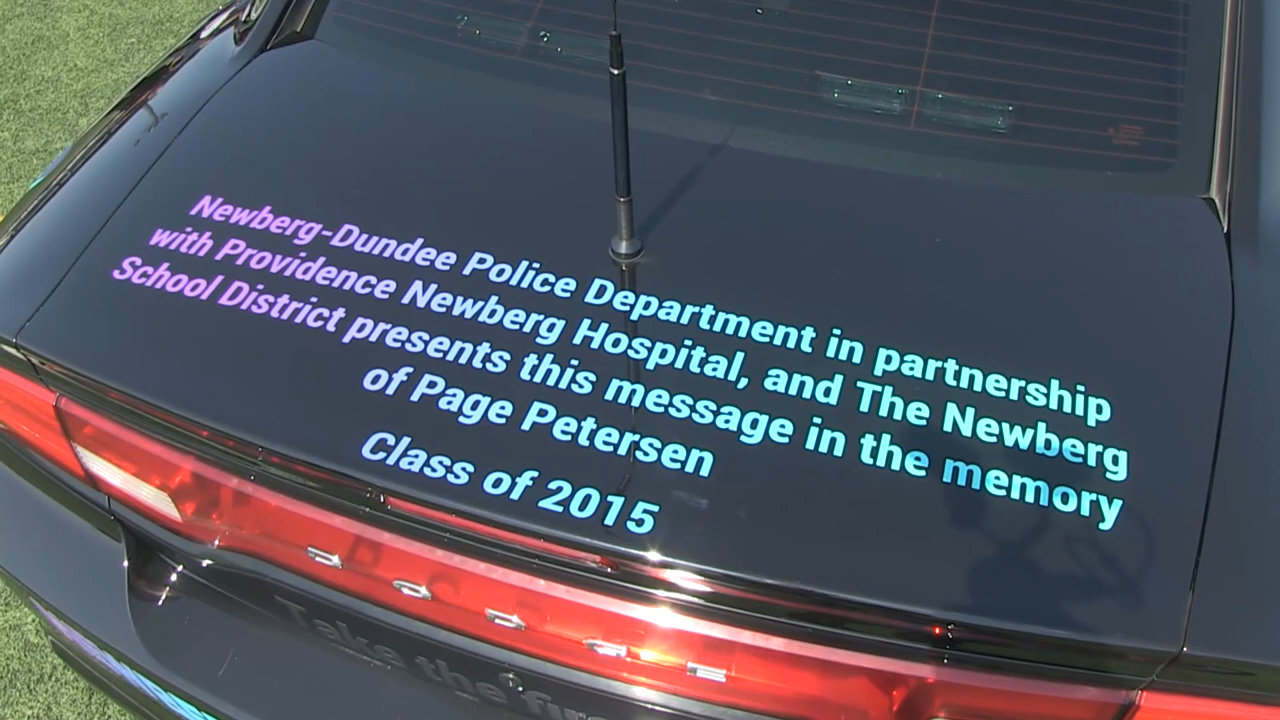 Newberg-Dundee Police Department in partnership
with Providence Newberg Hospital, and The Newberg
School District presents this message in the memory
of Page Petersen
Class of 2015
DODGE
Take the